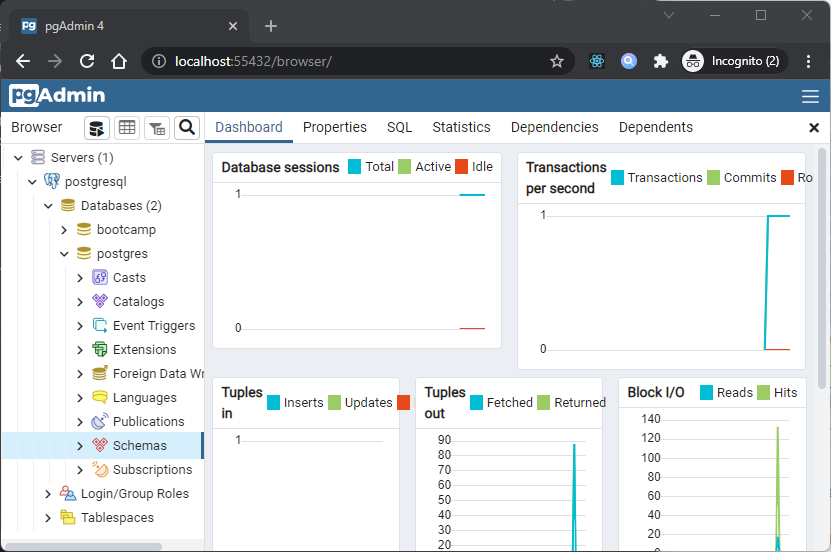 pgAdmin 4
localhost:55432/browser/
Incognito (2)
pgAdmin
Browser
Dashboard Properties SQL Statistics Dependencies Dependents
Servers (1)
postgresql
Databases (2)
bootcamp
postgres
Casts
Catalogs
Event Triggers
Extensions
Foreign Data Wr
Languages
Publications
Schemas
Subscriptions
Login/Group Roles
Tablespaces
Database sessions Total Active Idle
1
0
Transactions per second Transactions Commits Ro
1
0
Tuples in Inserts Updates
1
Tuples out Fetched Returned
90
80
70
60
50
40
30
20
Block I/O Reads Hits
140
120
100
80
60
40
20
0